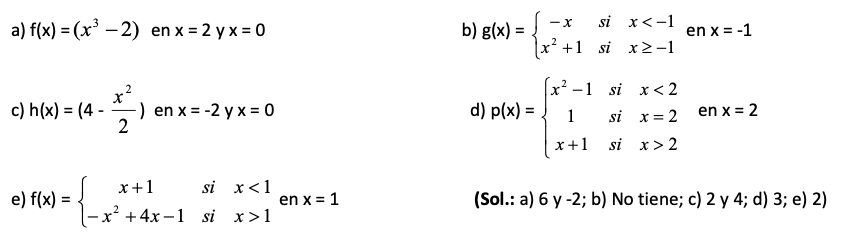 a) f(x) = (x³ – 2) en x = 2 y x = 0
b) g(x) = { –x si x < –1
x² + 1 si x ≥ –1 en x = -1
c) h(x) = (4 - x²/2) en x = -2 y x = 0
d) p(x) = { x² – 1 si x < 2
1 si x = 2 en x = 2
x + 1 si x > 2
e) f(x) = { x + 1 si x < 1
– x² + 4x – 1 si x > 1 en x = 1
(Sol.: a) 6 y -2; b) No tiene; c) 2 y 4; d) 3; e) 2)